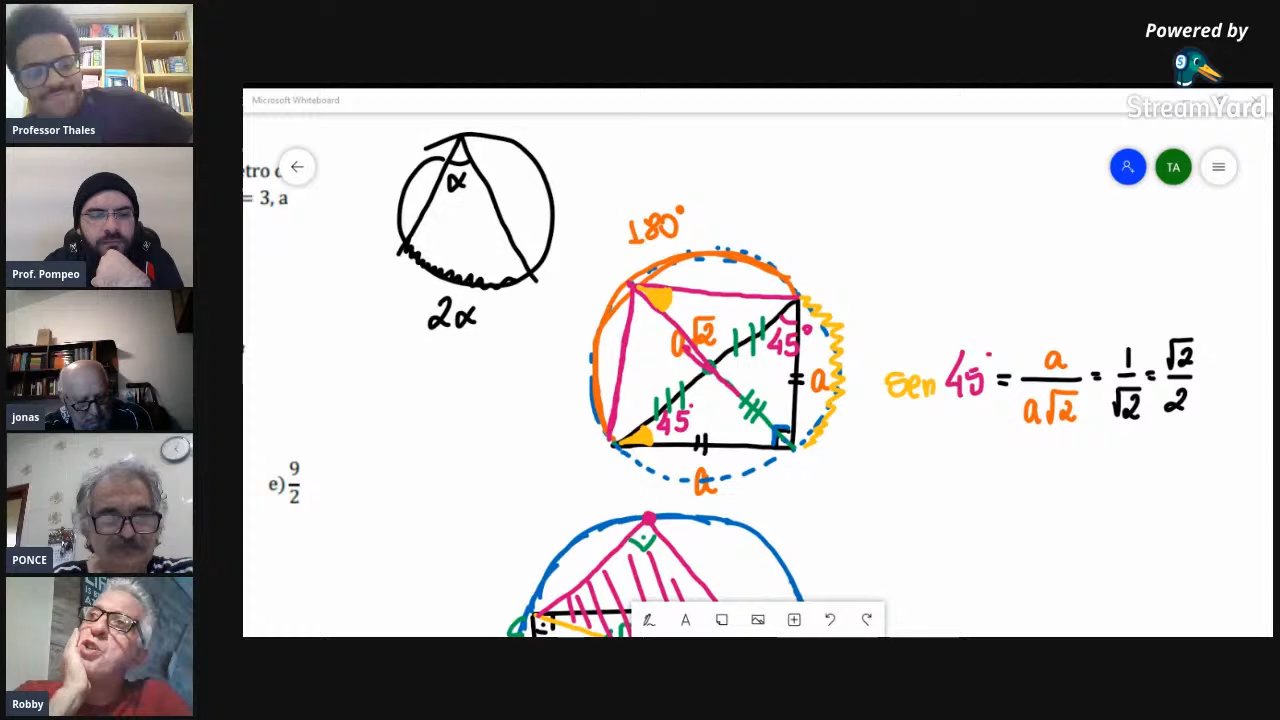 Powered by
StreamYard
Microsoft Whiteboard
TA
Professor Thales
Prof. Pompeo
jonas
PONCE
Robby
= 3, a
e) 9/2
α
2α
180°
a√2
45°
45°
a
a
sen 45° = a/a√2 = 1/√2 = √2/2
A